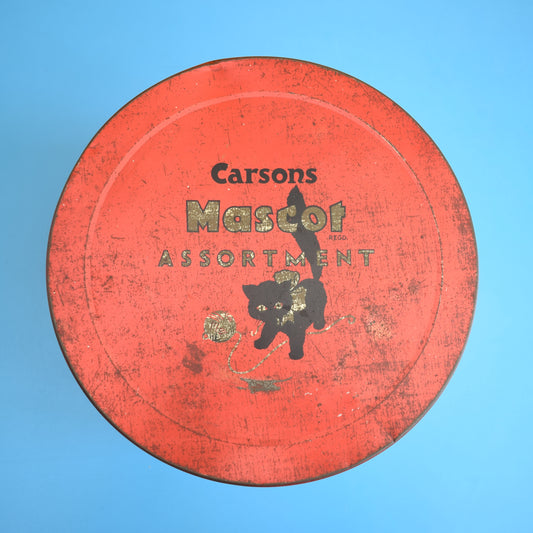 Carsons
Mascot
REGD.
ASSORTMENT